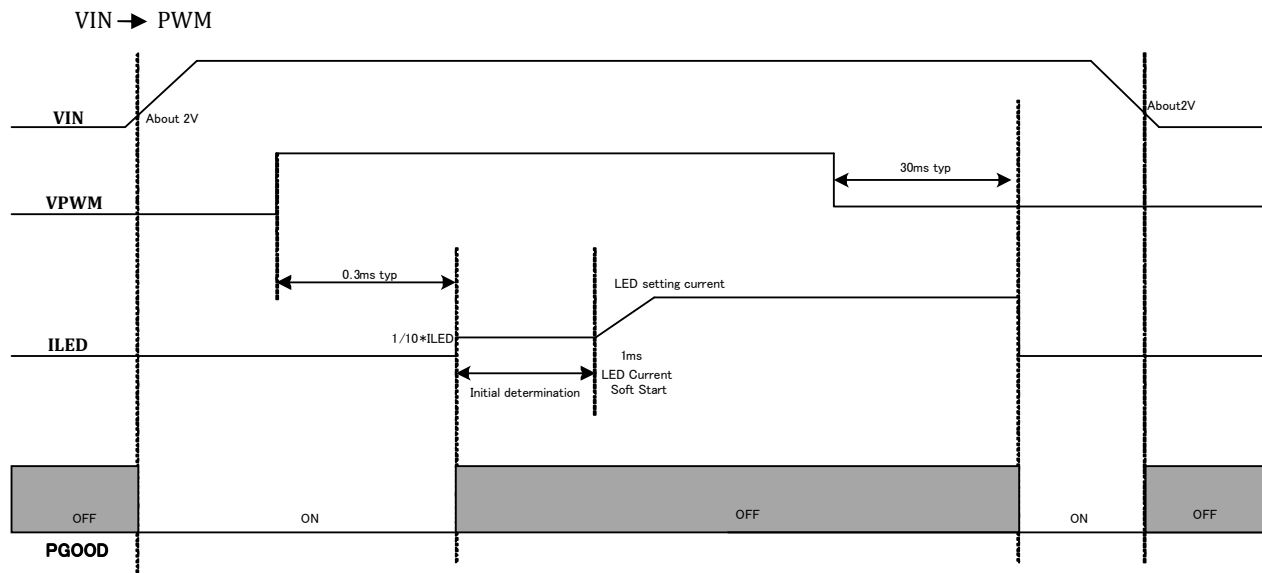 VIN → PWM
VIN
About 2V
About2V
VPWM
30ms typ
0.3ms typ
LED setting current
1/10*ILED
ILED
1ms
LED Current
Soft Start
Initial determination
OFF
ON
OFF
ON
OFF
PGOOD